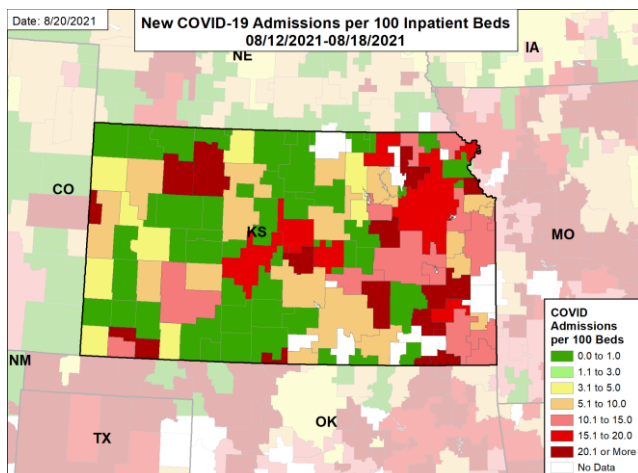 Date: 8/20/2021
New COVID-19 Admissions per 100 Inpatient Beds
08/12/2021-08/18/2021
NE
IA
CO
KS
MO
NM
TX
OK
COVID
Admissions
per 100 Beds
0.0 to 1.0
1.1 to 3.0
3.1 to 5.0
5.1 to 10.0
10.1 to 15.0
15.1 to 20.0
20.1 or More
No Data